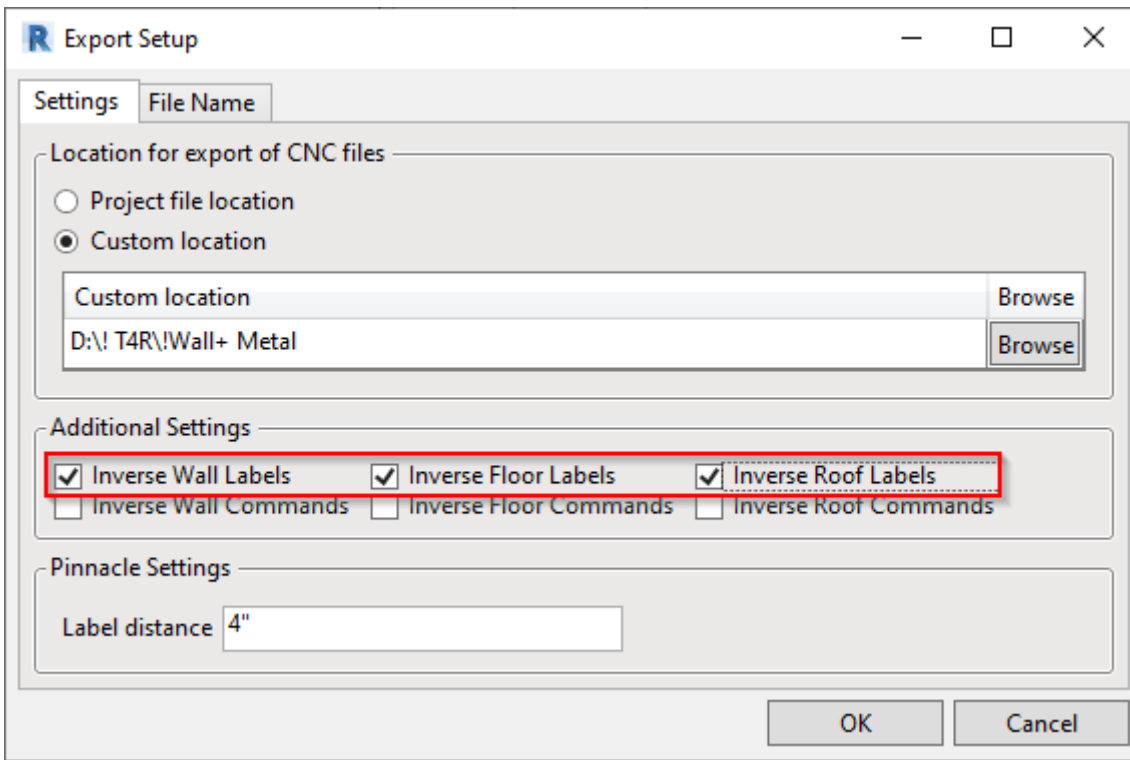 Export Setup
Settings File Name
Location for export of CNC files
Project file location
Custom location
Custom location Browse
D:\! T4R\!Wall+ Metal Browse
Additional Settings
Inverse Wall Labels Inverse Floor Labels Inverse Roof Labels
Inverse Wall Commands Inverse Floor Commands Inverse Roof Commands
Pinnacle Settings
Label distance 4"
OK Cancel